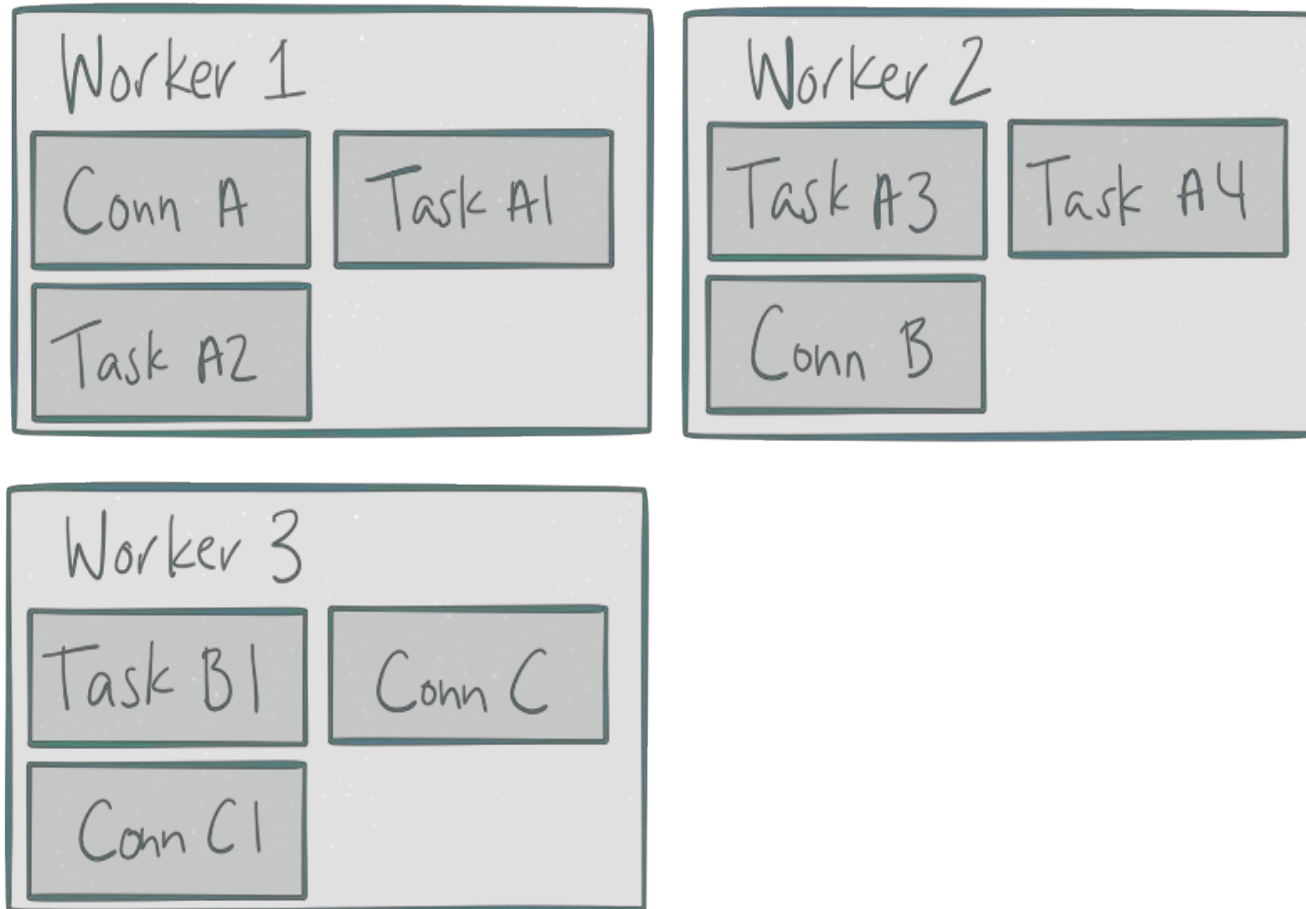 Worker 1
Conn A
Task A1
Task A2
Worker 2
Task A3
Task A4
Conn B
Worker 3
Task B1
Conn C
Conn C1